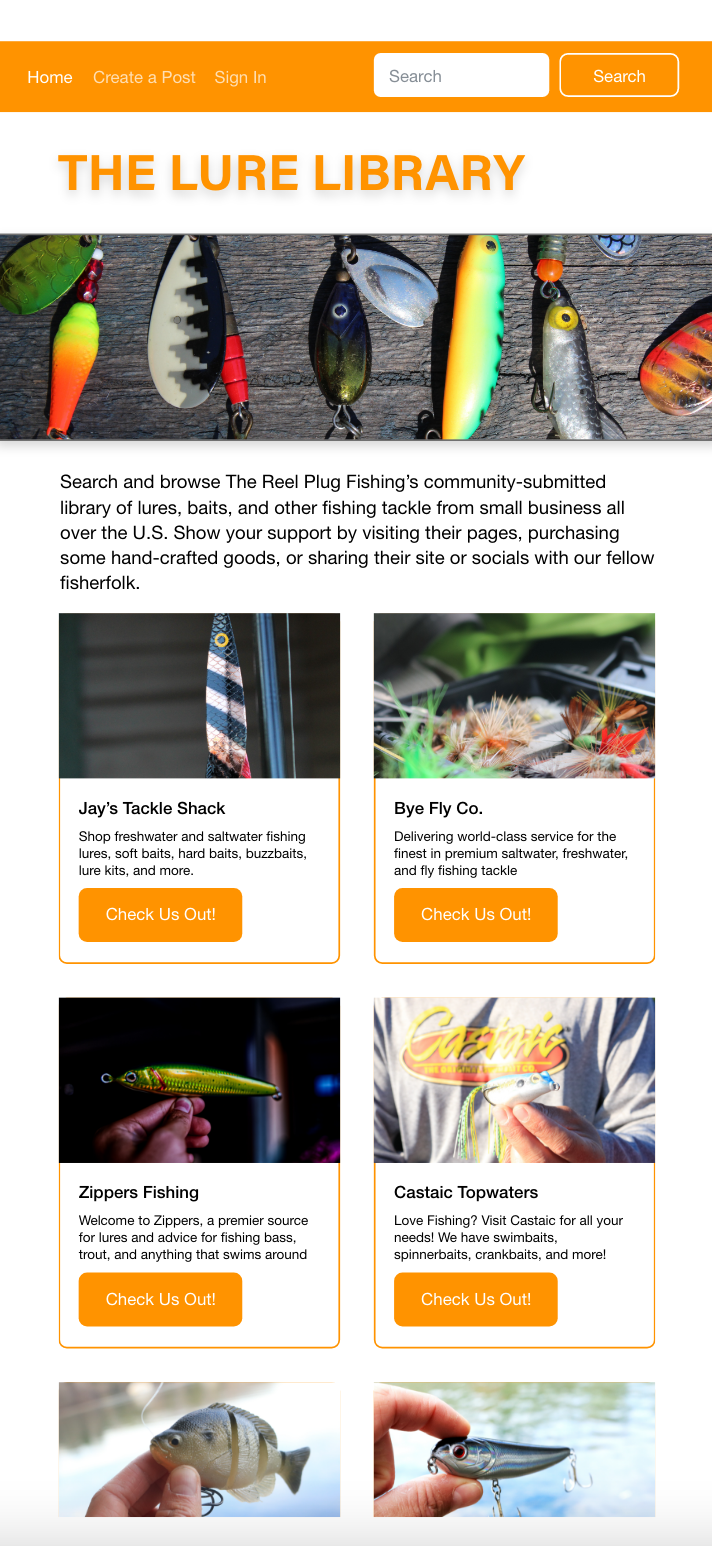 Home Create a Post Sign In Search Search
THE LURE LIBRARY
Search and browse The Reel Plug Fishing’s community-submitted
library of lures, baits, and other fishing tackle from small business all
over the U.S. Show your support by visiting their pages, purchasing
some hand-crafted goods, or sharing their site or socials with our fellow
fisherfolk.
Jay’s Tackle Shack
Shop freshwater and saltwater fishing
lures, soft baits, hard baits, buzzbaits,
lure kits, and more.
Check Us Out!
Bye Fly Co.
Delivering world-class service for the
finest in premium saltwater, freshwater,
and fly fishing tackle
Check Us Out!
Zippers Fishing
Welcome to Zippers, a premier source
for lures and advice for fishing bass,
trout, and anything that swims around
Check Us Out!
Castaic
THE
CO.
Castaic Topwaters
Love Fishing? Visit Castaic for all your
needs! We have swimbaits,
spinnerbaits, crankbaits, and more!
Check Us Out!